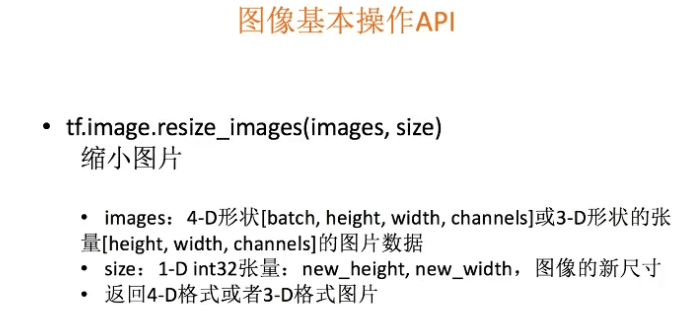 图像基本操作API
• tf.image.resize_images(images, size)
缩小图片
• images：4-D形状[batch, height, width, channels]或3-D形状的张
量[height, width, channels]的图片数据
• size：1-D int32张量：new_height, new_width，图像的新尺寸
• 返回4-D格式或者3-D格式图片